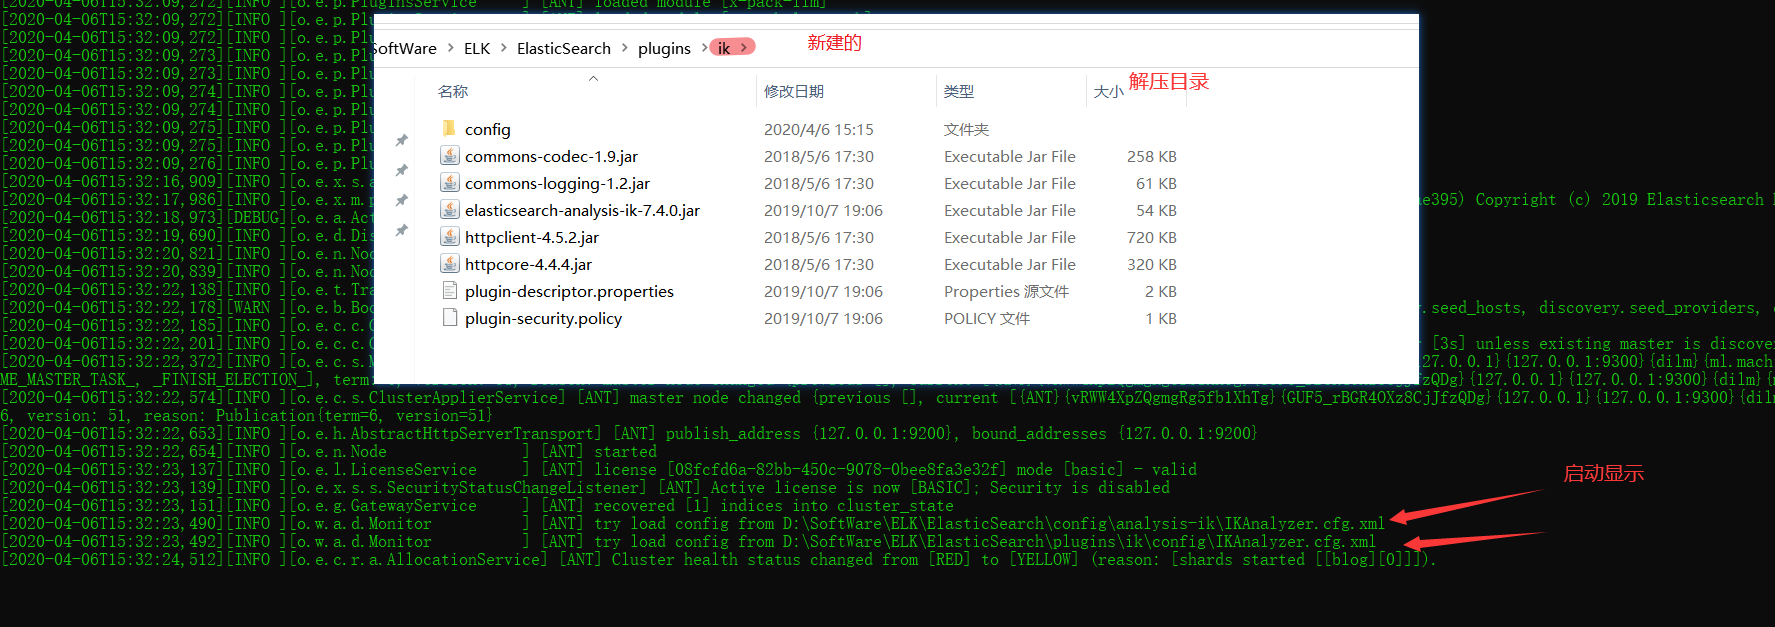 [2020-04-06T15:32:09,272][INFO ][o.e.p.PluginsService     ] [ANT] loaded module [x-pack-ilm]
[2020-04-06T15:32:09,272][INFO ][o.e.p.Plu
[2020-04-06T15:32:09,272][INFO ][o.e.p.Plu
[2020-04-06T15:32:09,273][INFO ][o.e.p.Plu
[2020-04-06T15:32:09,273][INFO ][o.e.p.Plu
[2020-04-06T15:32:09,274][INFO ][o.e.p.Plu
[2020-04-06T15:32:09,274][INFO ][o.e.p.Plu
[2020-04-06T15:32:09,275][INFO ][o.e.p.Plu
[2020-04-06T15:32:09,275][INFO ][o.e.p.Plu
[2020-04-06T15:32:09,276][INFO ][o.e.p.Plu
[2020-04-06T15:32:16,909][INFO ][o.e.x.s.a
[2020-04-06T15:32:17,986][INFO ][o.e.x.m.p
e395) Copyright (c) 2019 Elasticsearch
[2020-04-06T15:32:18,973][DEBUG][o.e.a.Act
[2020-04-06T15:32:19,690][INFO ][o.e.d.Dis
[2020-04-06T15:32:20,821][INFO ][o.e.n.Nod
[2020-04-06T15:32:20,839][INFO ][o.e.n.Nod
[2020-04-06T15:32:22,138][INFO ][o.e.t.Tra
[2020-04-06T15:32:22,178][WARN ][o.e.b.Boo
.seed_hosts, discovery.seed_providers,
[2020-04-06T15:32:22,185][INFO ][o.e.c.c.C
[2020-04-06T15:32:22,201][INFO ][o.e.c.c.C
[3s] unless existing master is discove
[2020-04-06T15:32:22,372][INFO ][o.e.c.s.M
27.0.0.1}{127.0.0.1:9300}{dilm}{ml.mach
ME_MASTER_TASK_, _FINISH_ELECTION_], term
fzQDg}{127.0.0.1}{127.0.0.1:9300}{dilm}{m
[2020-04-06T15:32:22,574][INFO ][o.e.c.s.ClusterApplierService] [ANT] master node changed {previous [], current [{ANT}{vRWW4XpZQgmgRg5fb1XhTg}{GUF5_rBGR4OXz8CjJfzQDg}{127.0.0.1}{127.0.0.1:9300}{dil
6, version: 51, reason: Publication{term=6, version=51}
[2020-04-06T15:32:22,653][INFO ][o.e.h.AbstractHttpServerTransport] [ANT] publish_address {127.0.0.1:9200}, bound_addresses {127.0.0.1:9200}
[2020-04-06T15:32:22,654][INFO ][o.e.n.Node               ] [ANT] started
[2020-04-06T15:32:23,137][INFO ][o.e.l.LicenseService     ] [ANT] license [08fcfd6a-82bb-450c-9078-0bee8fa3e32f] mode [basic] - valid
[2020-04-06T15:32:23,139][INFO ][o.e.x.s.s.SecurityStatusChangeListener] [ANT] Active license is now [BASIC]; Security is disabled
[2020-04-06T15:32:23,151][INFO ][o.e.g.GatewayService     ] [ANT] recovered [1] indices into cluster_state
[2020-04-06T15:32:23,490][INFO ][o.w.a.d.Monitor          ] [ANT] try load config from D:\SoftWare\ELK\ElasticSearch\config\analysis-ik\IKAnalyzer.cfg.xml
[2020-04-06T15:32:23,492][INFO ][o.w.a.d.Monitor          ] [ANT] try load config from D:\SoftWare\ELK\ElasticSearch\plugins\ik\config\IKAnalyzer.cfg.xml
[2020-04-06T15:32:24,512][INFO ][o.e.c.r.a.AllocationService] [ANT] Cluster health status changed from [RED] to [YELLOW] (reason: [shards started [[blog][0]]]).
SoftWare > ELK > ElasticSearch > plugins > ik >
新建的
名称 修改日期 类型 大小
解压目录
config 2020/4/6 15:15 文件夹
commons-codec-1.9.jar 2018/5/6 17:30 Executable Jar File 258 KB
commons-logging-1.2.jar 2018/5/6 17:30 Executable Jar File 61 KB
elasticsearch-analysis-ik-7.4.0.jar 2019/10/7 19:06 Executable Jar File 54 KB
httpclient-4.5.2.jar 2018/5/6 17:30 Executable Jar File 720 KB
httpcore-4.4.4.jar 2018/5/6 17:30 Executable Jar File 320 KB
plugin-descriptor.properties 2019/10/7 19:06 Properties 源文件 2 KB
plugin-security.policy 2019/10/7 19:06 POLICY 文件 1 KB
启动显示